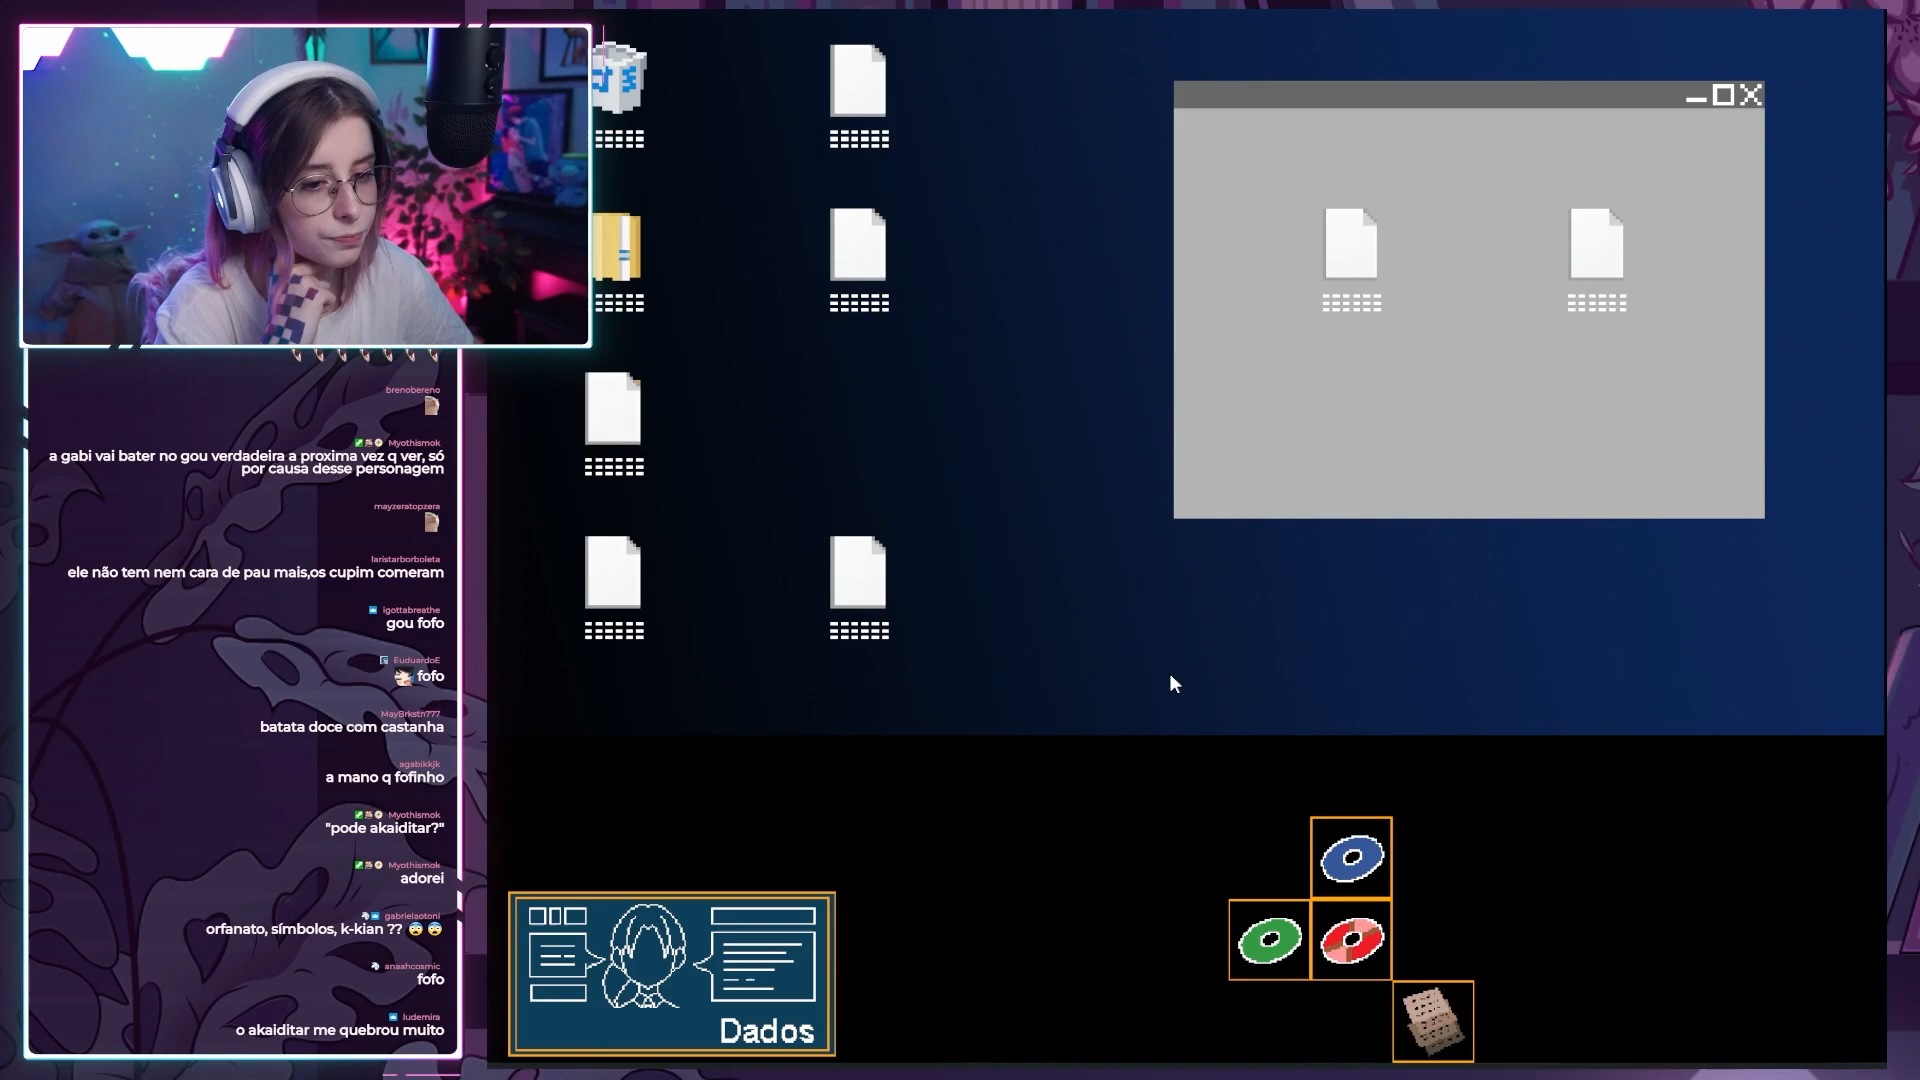 brenobereno
Myothismok
a gabi vai bater no gou verdadeira a proxima vez q ver, só
por causa desse personagem
mayzeratopzera
laristarborboleta
ele não tem nem cara de pau mais,os cupim comeram
igottabreathe
gou fofo
EuduardoE
fofo
MayBrkstn777
batata doce com castanha
agabikkjk
a mano q fofinho
Myothismok
"pode akaiditar?"
Myothismok
adorei
gabrielaotoni
orfanato, símbolos, k-kian ?? 😨 😨
anaahcosmic
fofo
ludemira
o akaiditar me quebrou muito
Dados